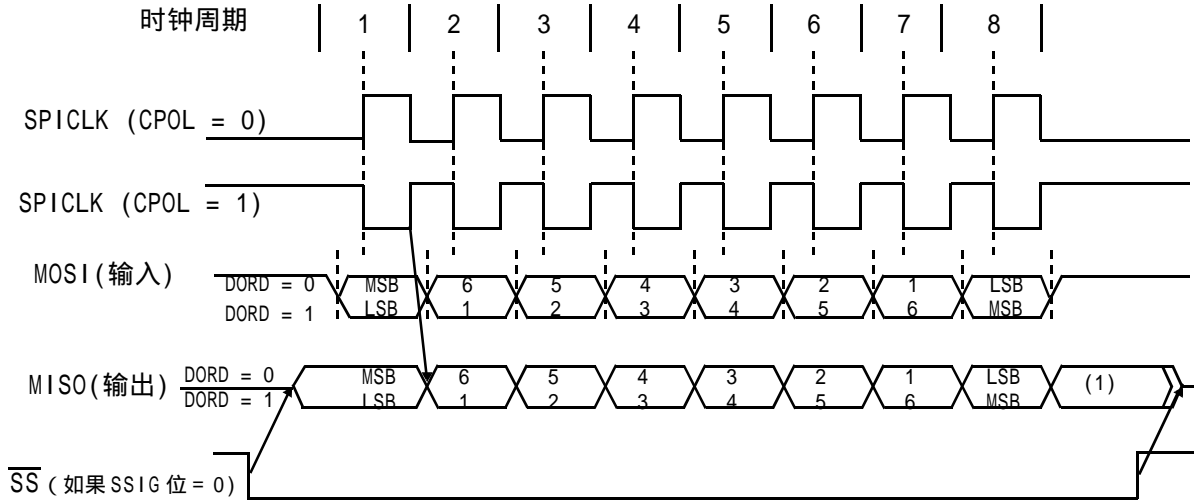 时钟周期 1 2 3 4 5 6 7 8
SPICLK (CPOL = 0)
SPICLK (CPOL = 1)
MOSI(输入)
DORD = 0 MSB 6 5 4 3 2 1 LSB
DORD = 1 LSB 1 2 3 4 5 6 MSB
MISO(输出)
DORD = 0 MSB 6 5 4 3 2 1 LSB (1)
DORD = 1 LSB 1 2 3 4 5 6 MSB
SS (如果SSIG位=0)